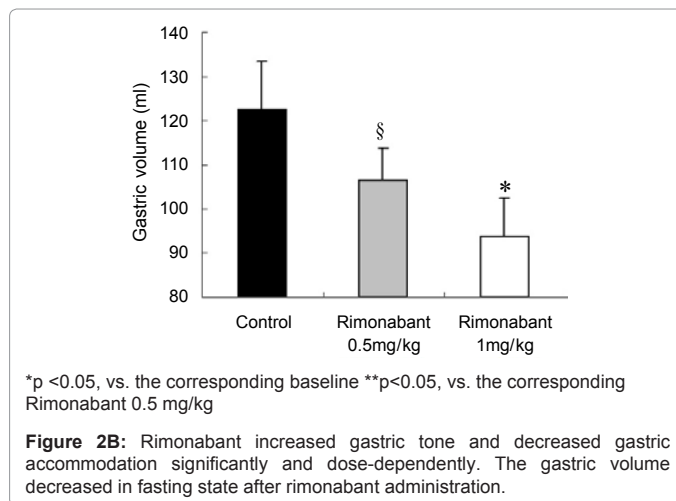 140
130
120
110
100
90
80
Gastric volume (ml)
§
*
Control
Rimonabant
0.5mg/kg
Rimonabant
1mg/kg
*p <0.05, vs. the corresponding baseline **p<0.05, vs. the corresponding
Rimonabant 0.5 mg/kg
Figure 2B: Rimonabant increased gastric tone and decreased gastric
accommodation significantly and dose-dependently. The gastric volume
decreased in fasting state after rimonabant administration.